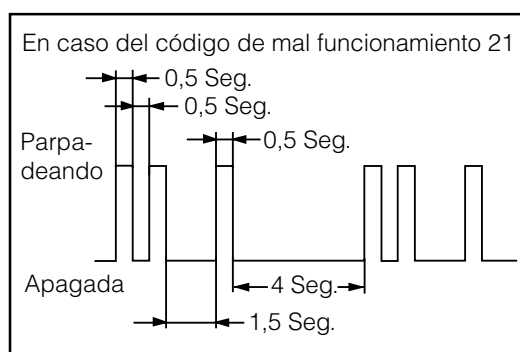 En caso del código de mal funcionamiento 21
0,5 Seg.
0,5 Seg.
0,5 Seg.
Parpa-
deando
Apagada
4 Seg.
1,5 Seg.